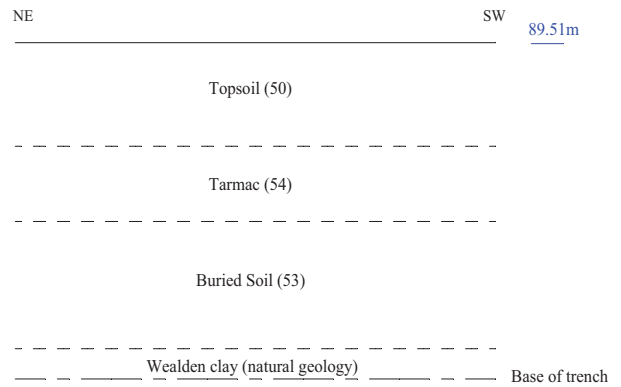 NE
SW
89.51m
Topsoil (50)
Tarmac (54)
Buried Soil (53)
Wealden clay (natural geology)
Base of trench